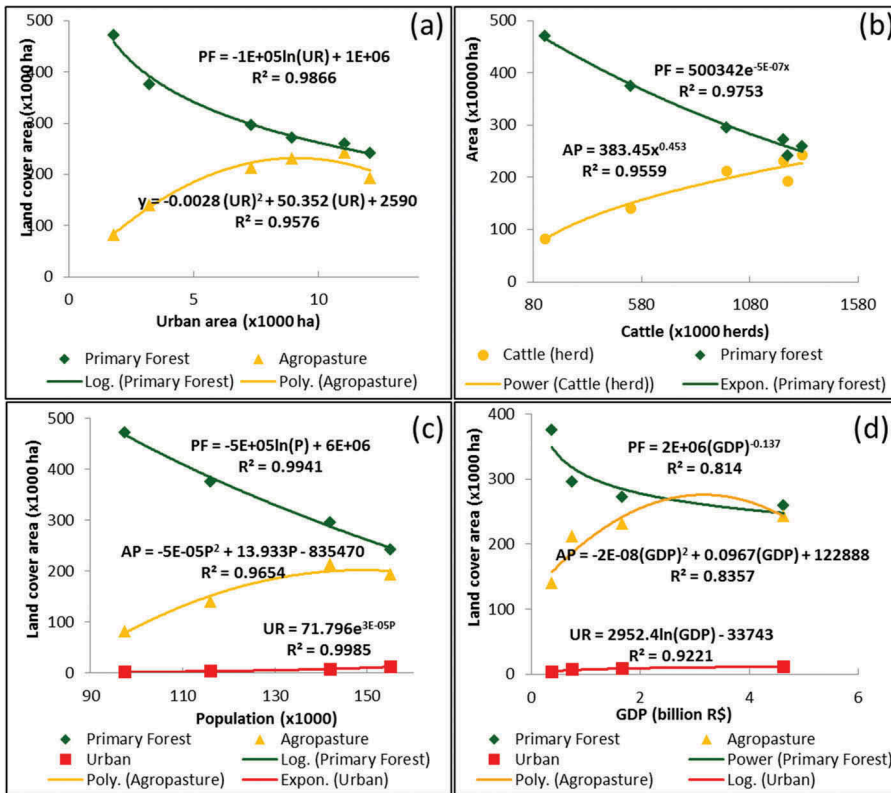 (a)
500
400
300
200
100
0
Land cover area (x1000 ha)
PF = -1E+05ln(UR) + 1E+06
R² = 0.9866
y = -0.0028 (UR)² + 50.352 (UR) + 2590
R² = 0.9576
0 5 10
Urban area (x1000 ha)
Primary Forest Agropasture
Log. (Primary Forest) Poly. (Agropasture)
(b)
500
400
300
200
100
0
Area (x10000 ha)
PF = 500342e^-5E-07x
R² = 0.9753
AP = 383.45x^0.453
R² = 0.9559
80 580 1080 1580
Cattle (x1000 herds)
Cattle (herd) Primary forest
Power (Cattle (herd)) Expon. (Primary forest)
(c)
500
400
300
200
100
0
Land cover area (x1000 ha)
PF = -5E+05ln(P) + 6E+06
R² = 0.9941
AP = -5E-05P² + 13.933P - 835470
R² = 0.9654
UR = 71.796e^3E-05P
R² = 0.9985
90 110 130 150
Population (x1000)
Primary Forest Agropasture
Urban Log. (Primary Forest)
Poly. (Agropasture) Expon. (Urban)
(d)
400
300
200
100
0
Land cover area (x1000 ha)
PF = 2E+06(GDP)^-0.137
R² = 0.814
AP = -2E-08(GDP)² + 0.0967(GDP) + 122888
R² = 0.8357
UR = 2952.4ln(GDP) - 33743
R² = 0.9221
0 2 4 6
GDP (billion R$)
Primary Forest Agropasture
Urban Power (Primary Forest)
Poly. (Agropasture) Log. (Urban)